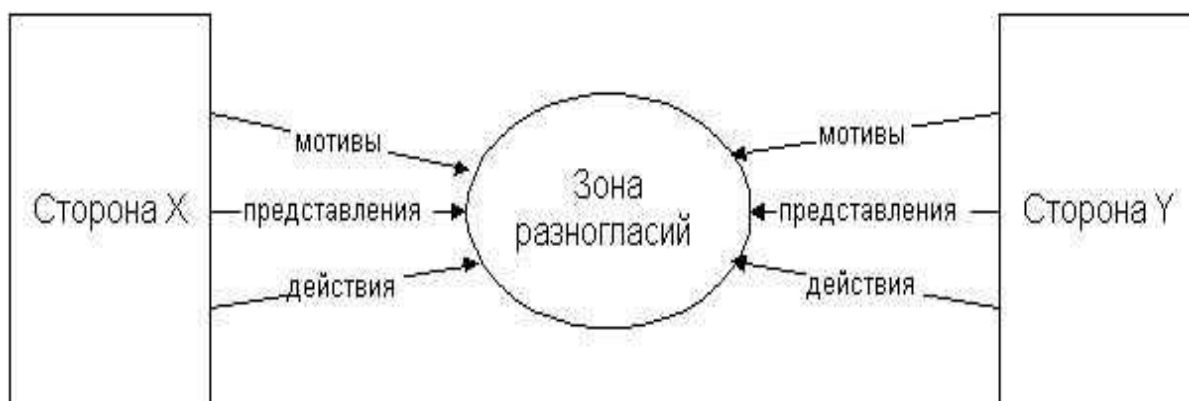 мотивы
мотивы
Сторона X
представления
Зона
разногласий
представления
Сторона Y
действия
действия